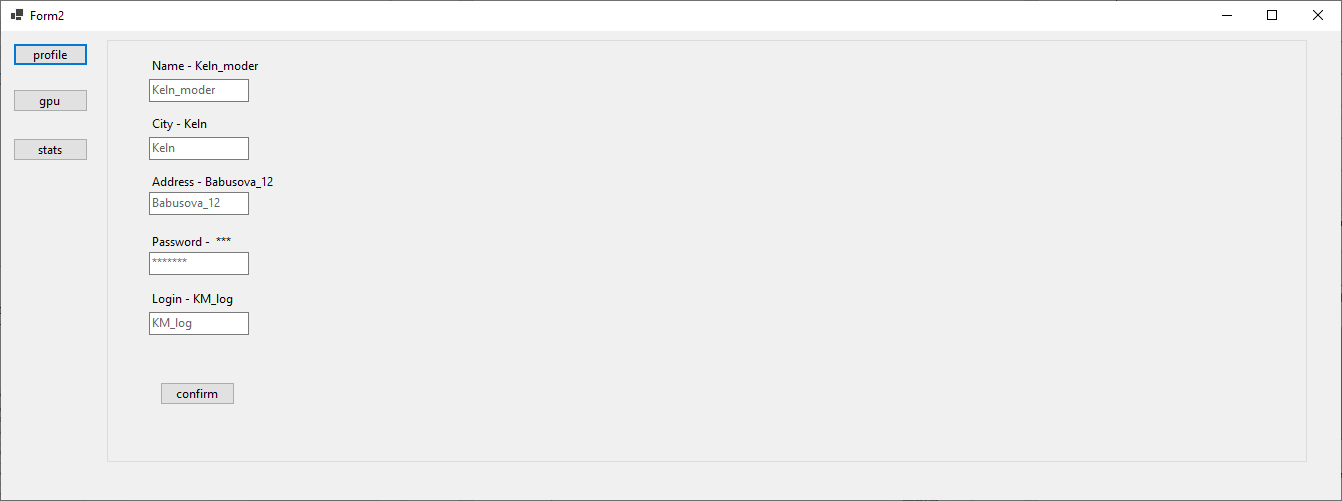 Form2
profile
gpu
stats
Name - Keln_moder
Keln_moder
City - Keln
Keln
Address - Babusova_12
Babusova_12
Password -  ***
*******
Login - KM_log
KM_log
confirm